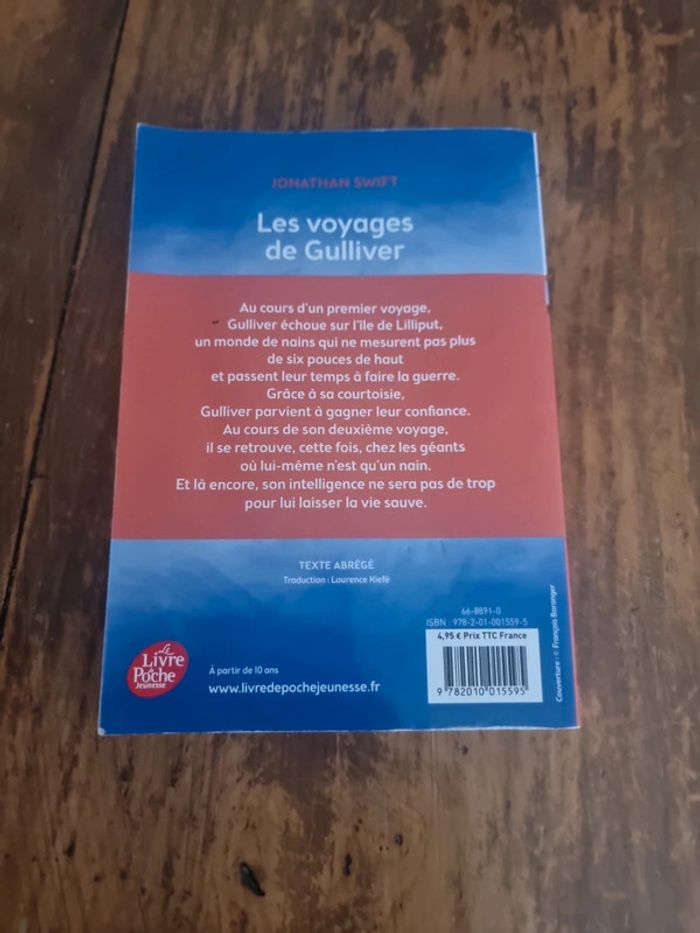 JONATHAN SWIFT
Les voyages
de Gulliver
Au cours d'un premier voyage,
Gulliver échoue sur l'île de Lilliput,
un monde de nains qui ne mesurent pas plus
de six pouces de haut
et passent leur temps à faire la guerre.
Grâce à sa courtoisie,
Gulliver parvient à gagner leur confiance.
Au cours de son deuxième voyage,
il se retrouve, cette fois, chez les géants
où lui-même n'est qu'un nain.
Et là encore, son intelligence ne sera pas de trop
pour lui laisser la vie sauve.
TEXTE ABRÉGÉ
Traduction : Laurence Kiefé
66-8891-0
ISBN : 978-2-01-001559-5
4,95 € Prix TTC France
9 782010 015595
Le
Livre
de
Poche
Jeunesse
À partir de 10 ans
www.livredepochejeunesse.fr
Couverture : © François Baranger